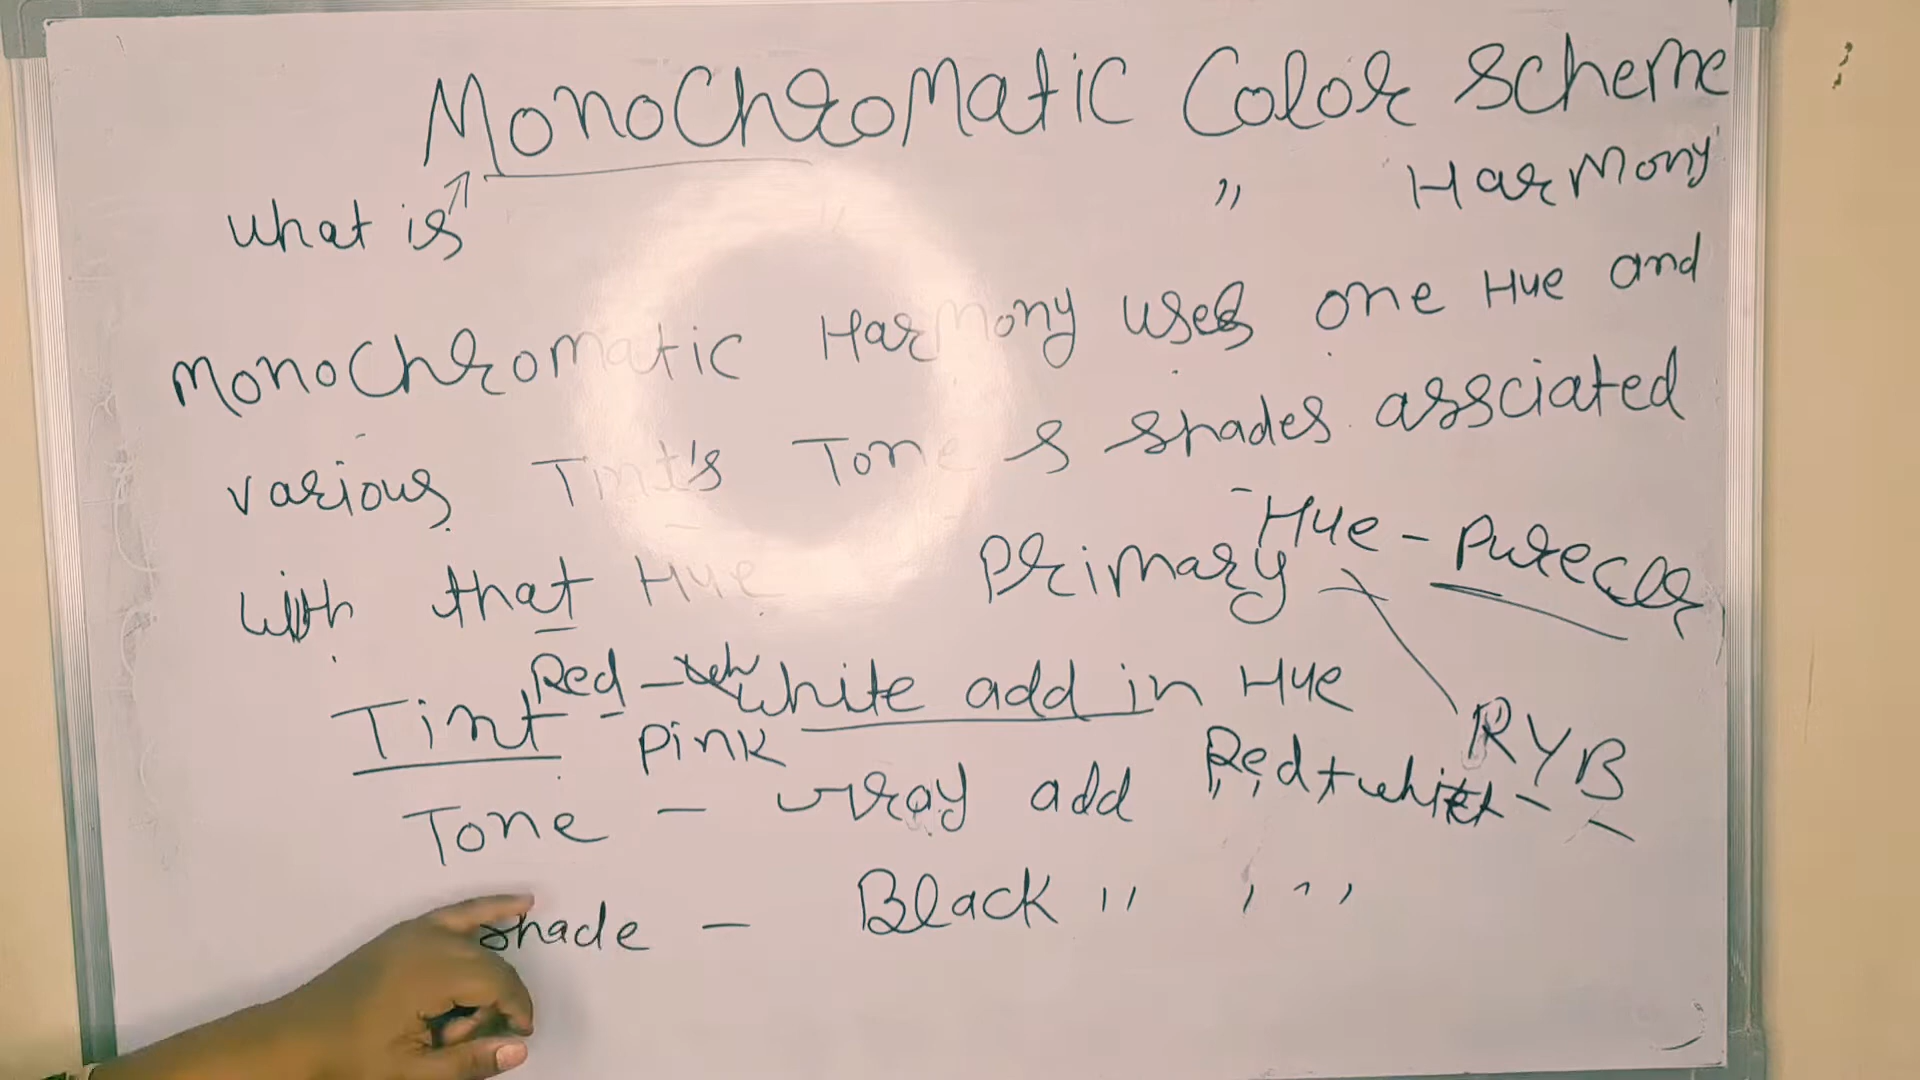 MonoChroMatic Color Scheme
" HarMony
what is
MonoChromatic HarMony uses one Hue and
various Tint's Tone & shades assciated
with that Hue
Hue - Pure
Primary
Red - white add in Hue
Tint
Pink
RYB
Tone - Gray add Red + white
shade - Black " " "